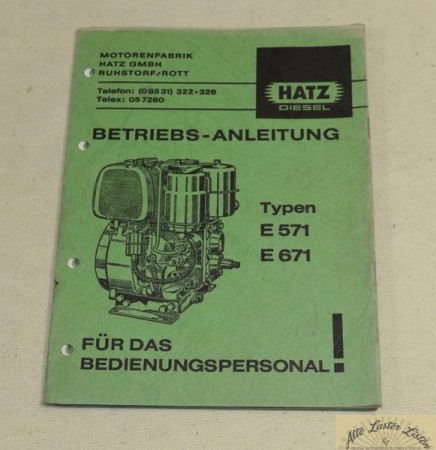 MOTORENFABRIK
HATZ GMBH
RUHSTORF/ROTT
Telefon: (08531) 322-326
Telex: 057260
HATZ
DIESEL
BETRIEBS-ANLEITUNG
Typen
E 571
E 671
FÜR DAS
BEDIENUNGSPERSONAL!
Alte Laster Listen